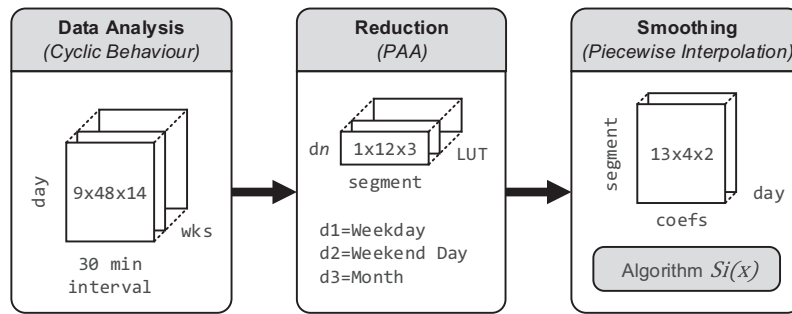 Data Analysis
(Cyclic Behaviour)
day
9x48x14
wks
30 min
interval
Reduction
(PAA)
dn
1x12x3
LUT
segment
d1=Weekday
d2=Weekend Day
d3=Month
Smoothing
(Piecewise Interpolation)
segment
13x4x2
day
coefs
Algorithm Si(x)